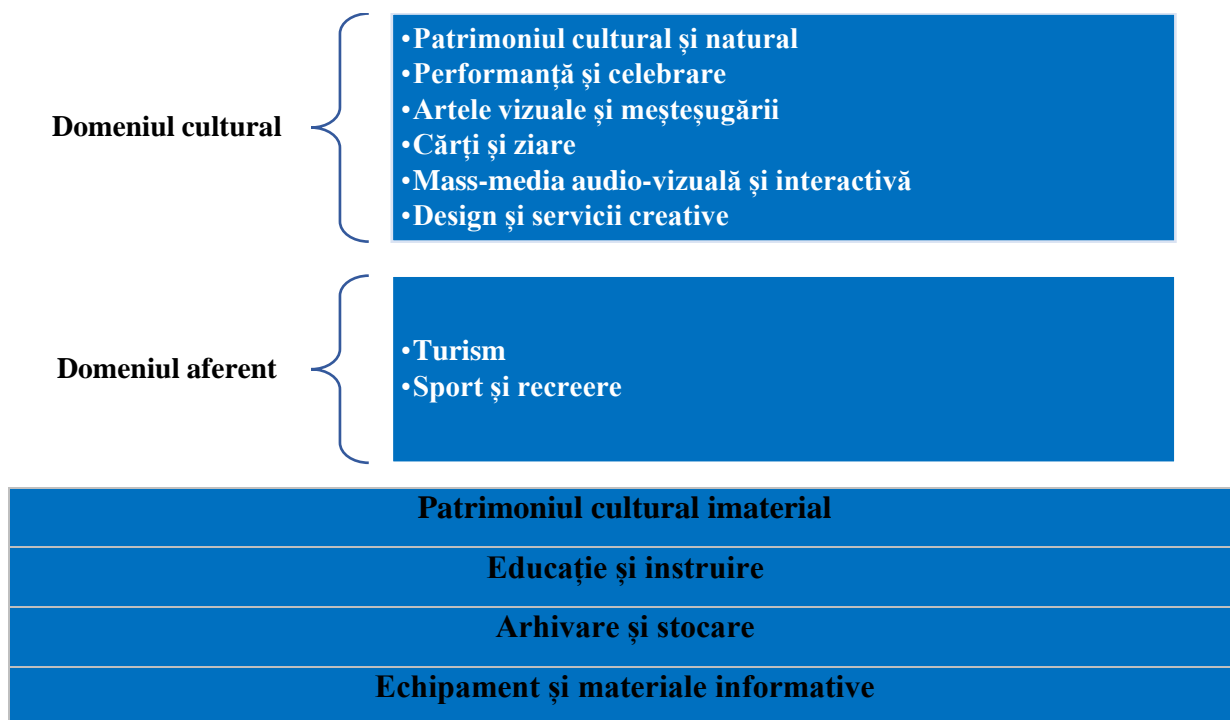 Domeniul cultural
•Patrimoniul cultural și natural
•Performanță și celebrare
•Artele vizuale și meșteșugării
•Cărți și ziare
•Mass-media audio-vizuală și interactivă
•Design și servicii creative
Domeniul aferent
•Turism
•Sport și recreere
Patrimoniul cultural imaterial
Educație și instruire
Arhivare și stocare
Echipament și materiale informative